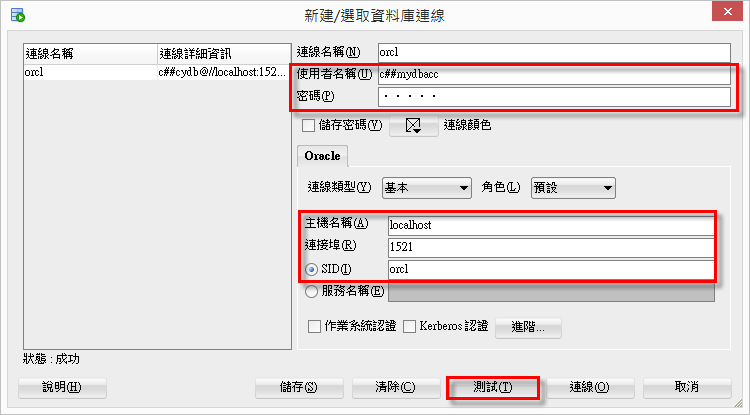 新建/選取資料庫連線
連線名稱 連線詳細資訊
orcl c##cydb@//localhost:152...
連線名稱(N) orcl
使用者名稱(U) c##mydbacc
密碼(P) ·····
儲存密碼(V) 連線顏色
Oracle
連線類型(Y) 基本 角色(L) 預設
主機名稱(A) localhost
連接埠(R) 1521
SID(I) orcl
服務名稱(E)
作業系統認證 Kerberos 認證 進階...
狀態 : 成功
說明(H) 儲存(S) 清除(C) 測試(T) 連線(O) 取消